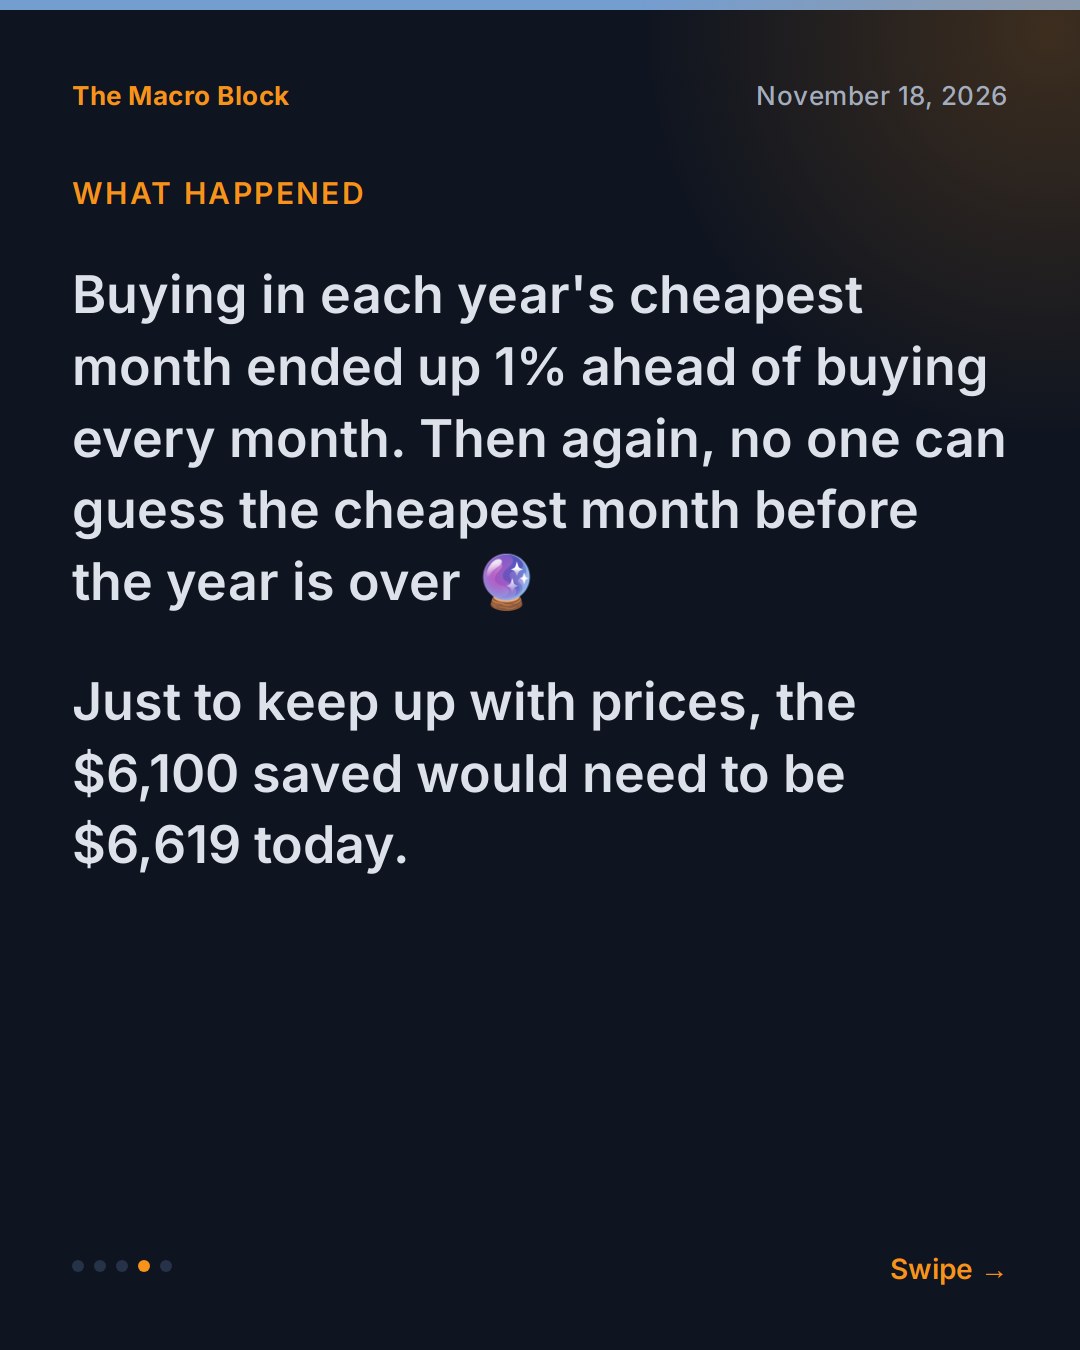 The Macro Block
November 18, 2026
WHAT HAPPENED
Buying in each year's cheapest
month ended up 1% ahead of buying
every month. Then again, no one can
guess the cheapest month before
the year is over 🔮
Just to keep up with prices, the
$6,100 saved would need to be
$6,619 today.
Swipe →